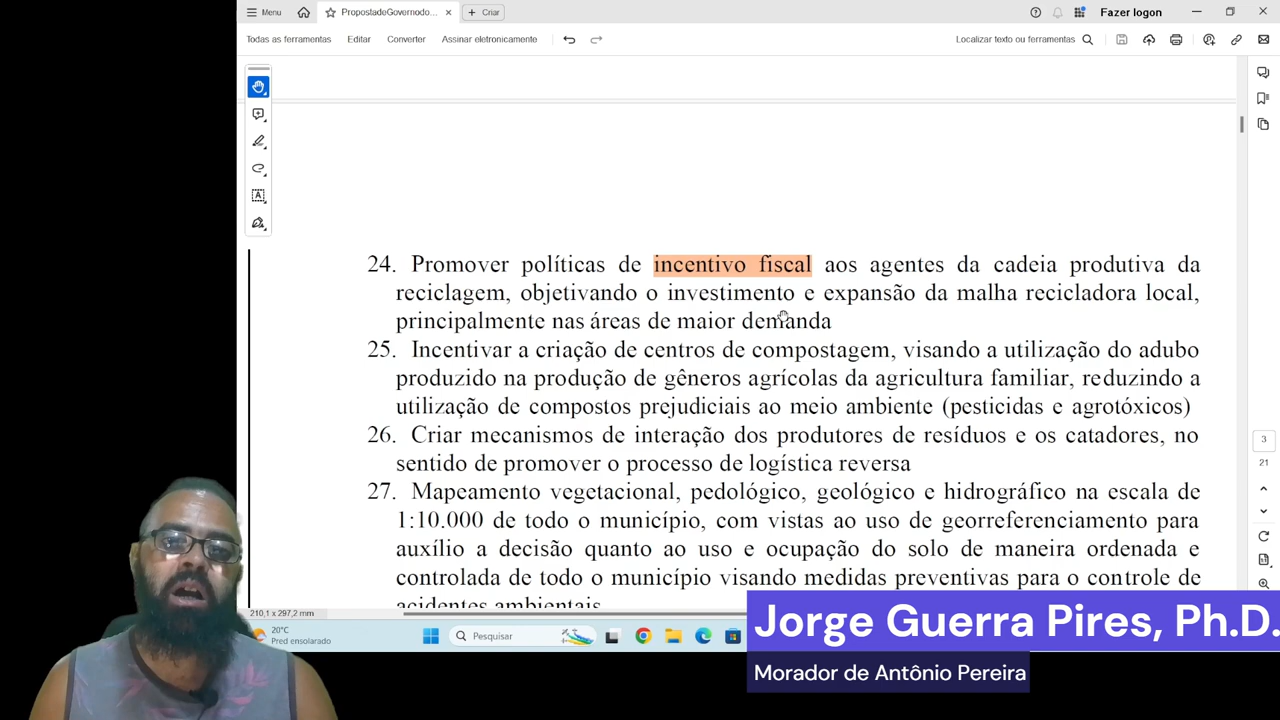 Menu
PropostadeGovernodo...
Criar
Fazer logon
Todas as ferramentas
Editar
Converter
Assinar eletronicamente
Localizar texto ou ferramentas
24. Promover políticas de incentivo fiscal aos agentes da cadeia produtiva da
reciclagem, objetivando o investimento e expansão da malha recicladora local,
principalmente nas áreas de maior demanda
25. Incentivar a criação de centros de compostagem, visando a utilização do adubo
produzido na produção de gêneros agrícolas da agricultura familiar, reduzindo a
utilização de compostos prejudiciais ao meio ambiente (pesticidas e agrotóxicos)
26. Criar mecanismos de interação dos produtores de resíduos e os catadores, no
sentido de promover o processo de logística reversa
27. Mapeamento vegetacional, pedológico, geológico e hidrográfico na escala de
1:10.000 de todo o município, com vistas ao uso de georreferenciamento para
auxílio a decisão quanto ao uso e ocupação do solo de maneira ordenada e
controlada de todo o município visando medidas preventivas para o controle de
acidentes ambientais
3
21
210,1 x 297,2 mm
20°C
Pred ensolarado
Pesquisar
Jorge Guerra Pires, Ph.D.
Morador de Antônio Pereira